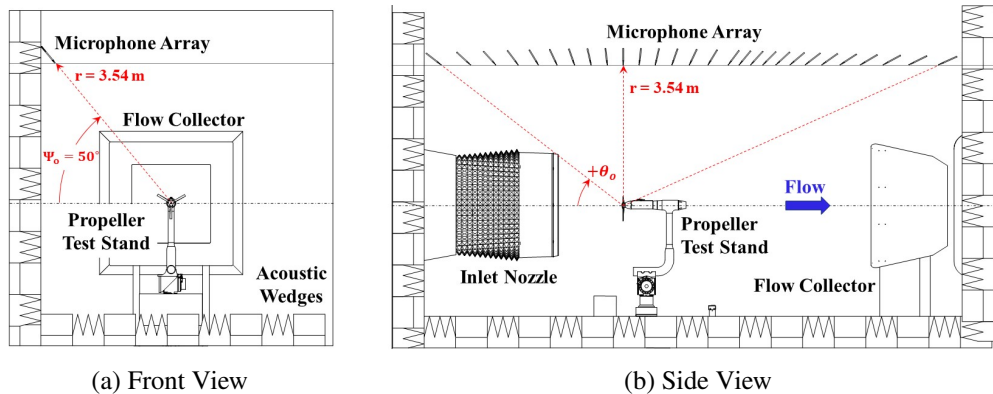 Microphone Array
r = 3.54 m
Flow Collector
Ψₒ = 50°
Propeller
Test Stand
Acoustic
Wedges
(a) Front View
Microphone Array
r = 3.54 m
+θₒ
Flow
Propeller
Test Stand
Inlet Nozzle
Flow Collector
(b) Side View